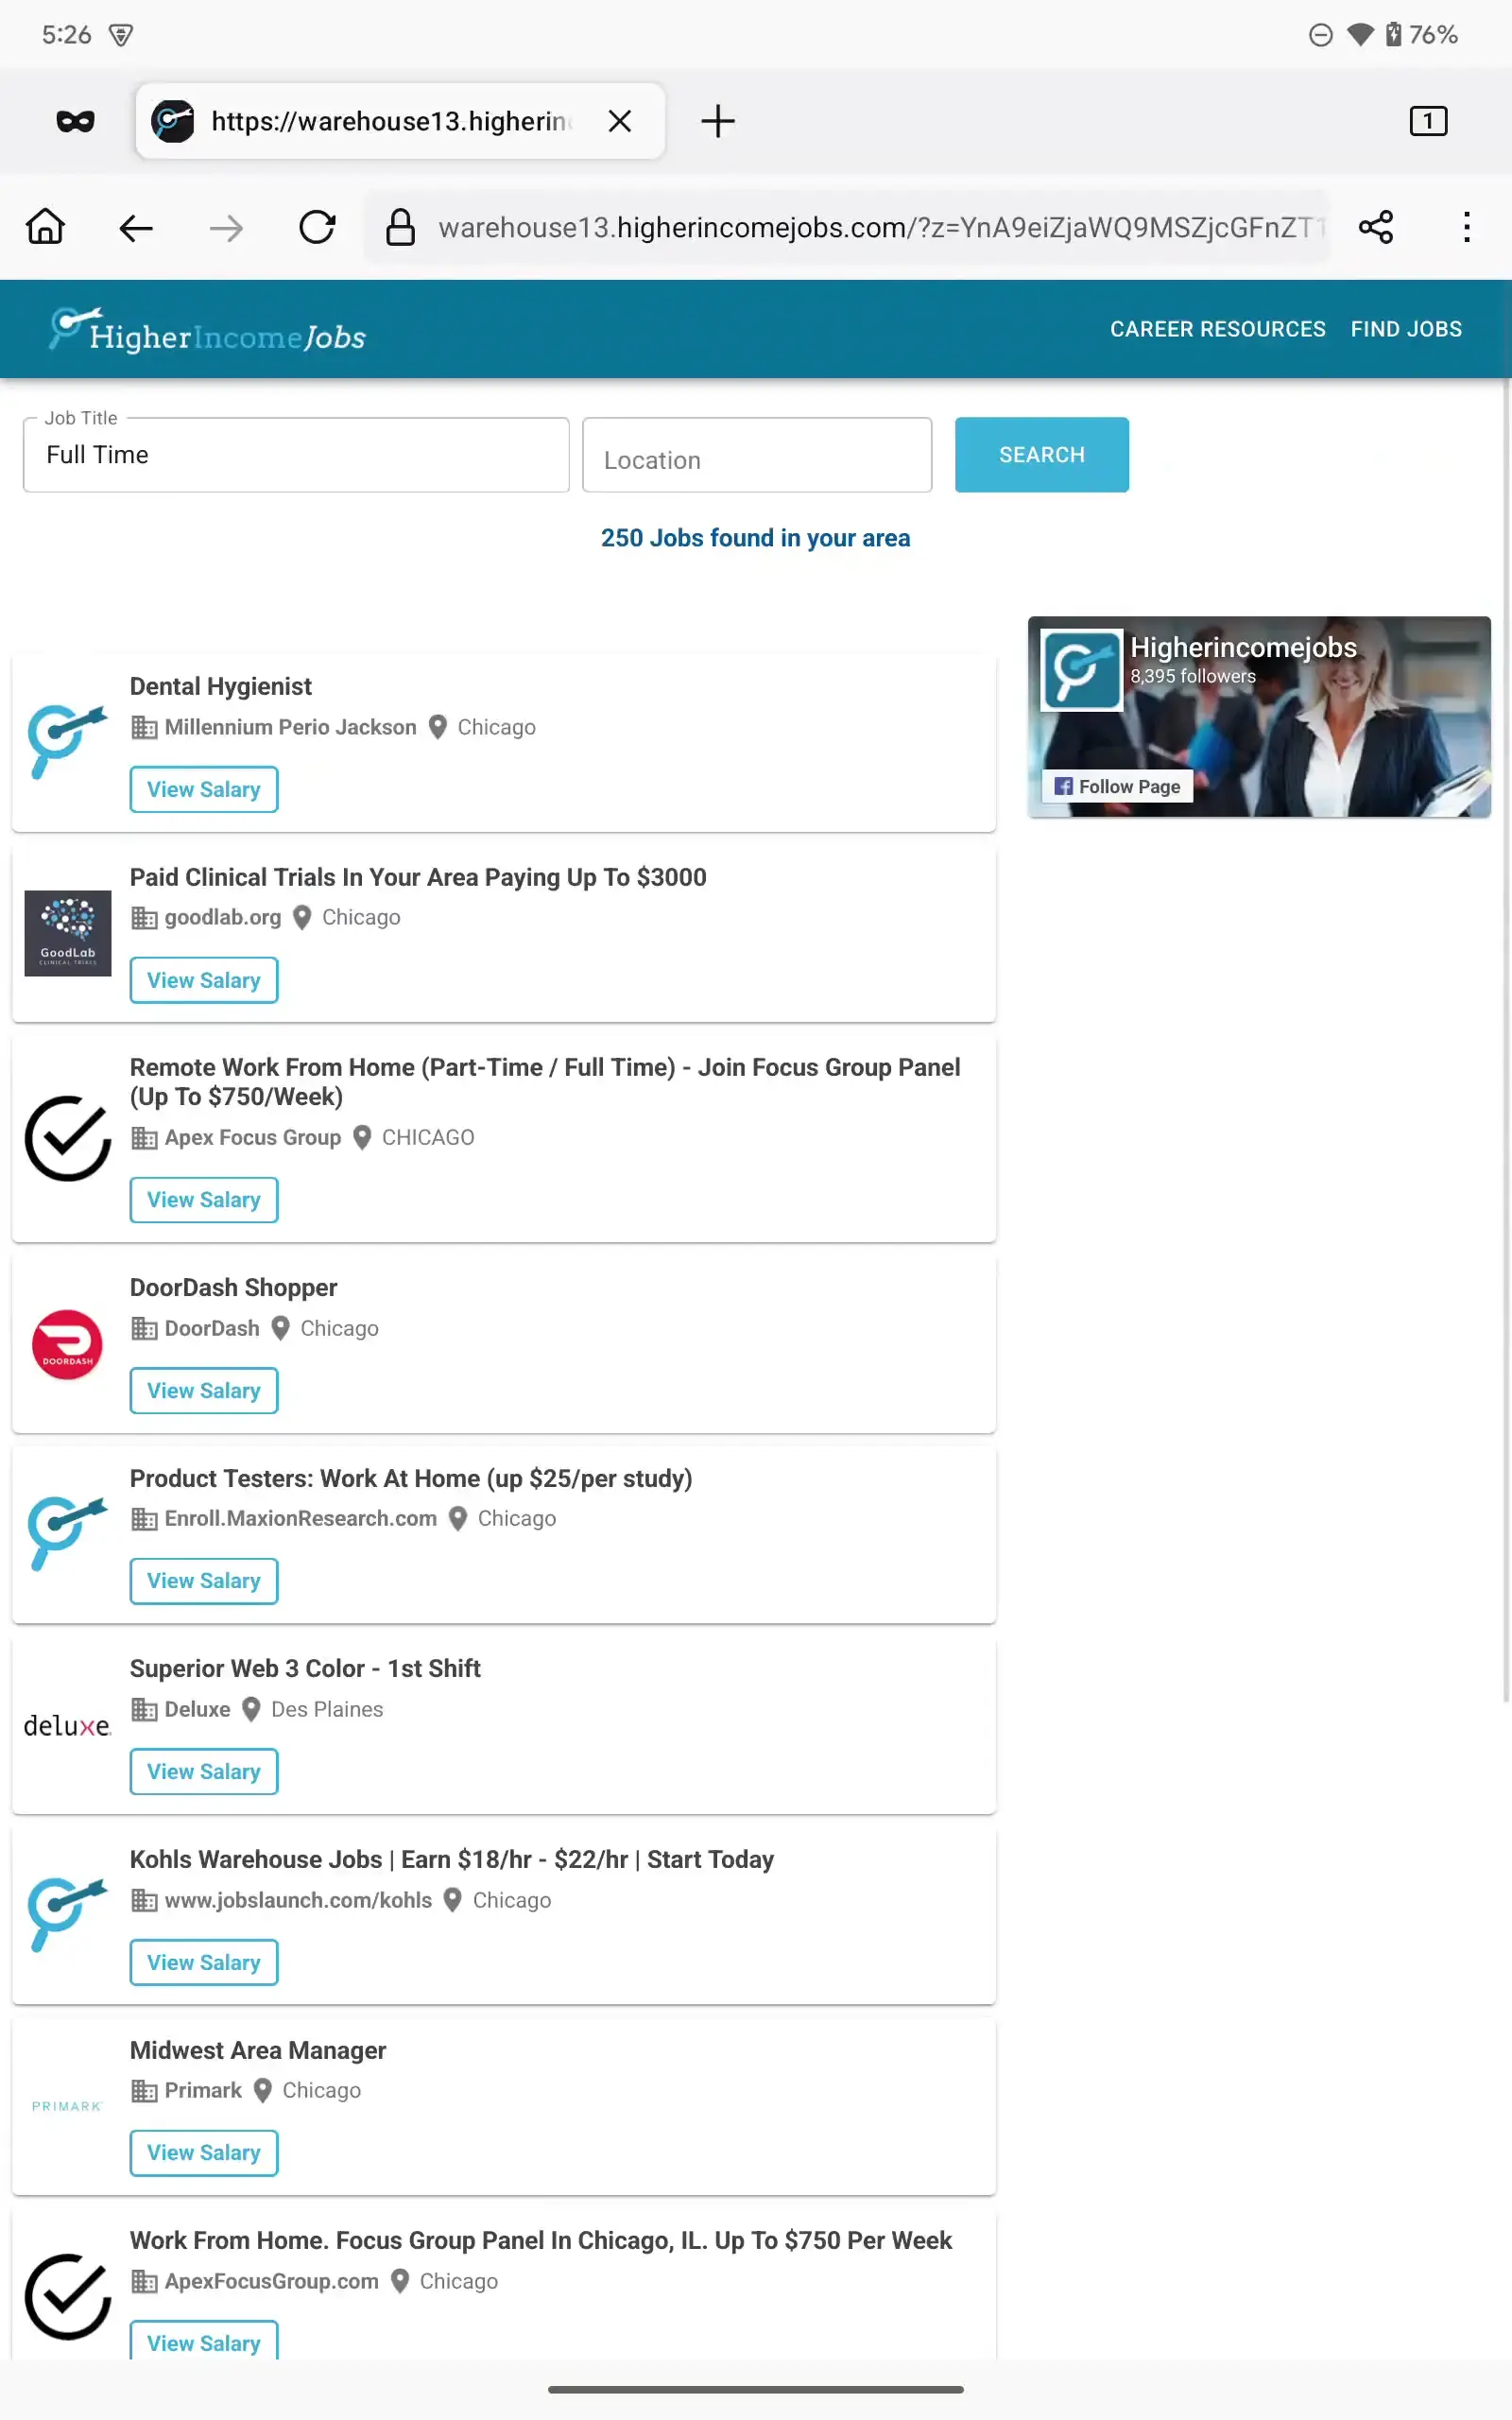 5:26
76%
https://warehouse13.higherin
1
warehouse13.higherincomejobs.com/?z=YnA9eiZjaWQ9MSZjcGFnZT1
HigherIncomeJobs
CAREER RESOURCES
FIND JOBS
Job Title
Full Time
Location
SEARCH
250 Jobs found in your area
Higherincomejobs
8,395 followers
Follow Page
Dental Hygienist
Millennium Perio Jackson Chicago
View Salary
Paid Clinical Trials In Your Area Paying Up To $3000
GoodLab
CLINICAL TRIALS
goodlab.org Chicago
View Salary
Remote Work From Home (Part-Time / Full Time) - Join Focus Group Panel
(Up To $750/Week)
Apex Focus Group CHICAGO
View Salary
DoorDash Shopper
DOORDASH
DoorDash Chicago
View Salary
Product Testers: Work At Home (up $25/per study)
Enroll.MaxionResearch.com Chicago
View Salary
Superior Web 3 Color - 1st Shift
deluxe.
Deluxe Des Plaines
View Salary
Kohls Warehouse Jobs | Earn $18/hr - $22/hr | Start Today
www.jobslaunch.com/kohls Chicago
View Salary
Midwest Area Manager
PRIMARK
Primark Chicago
View Salary
Work From Home. Focus Group Panel In Chicago, IL. Up To $750 Per Week
ApexFocusGroup.com Chicago
View Salary